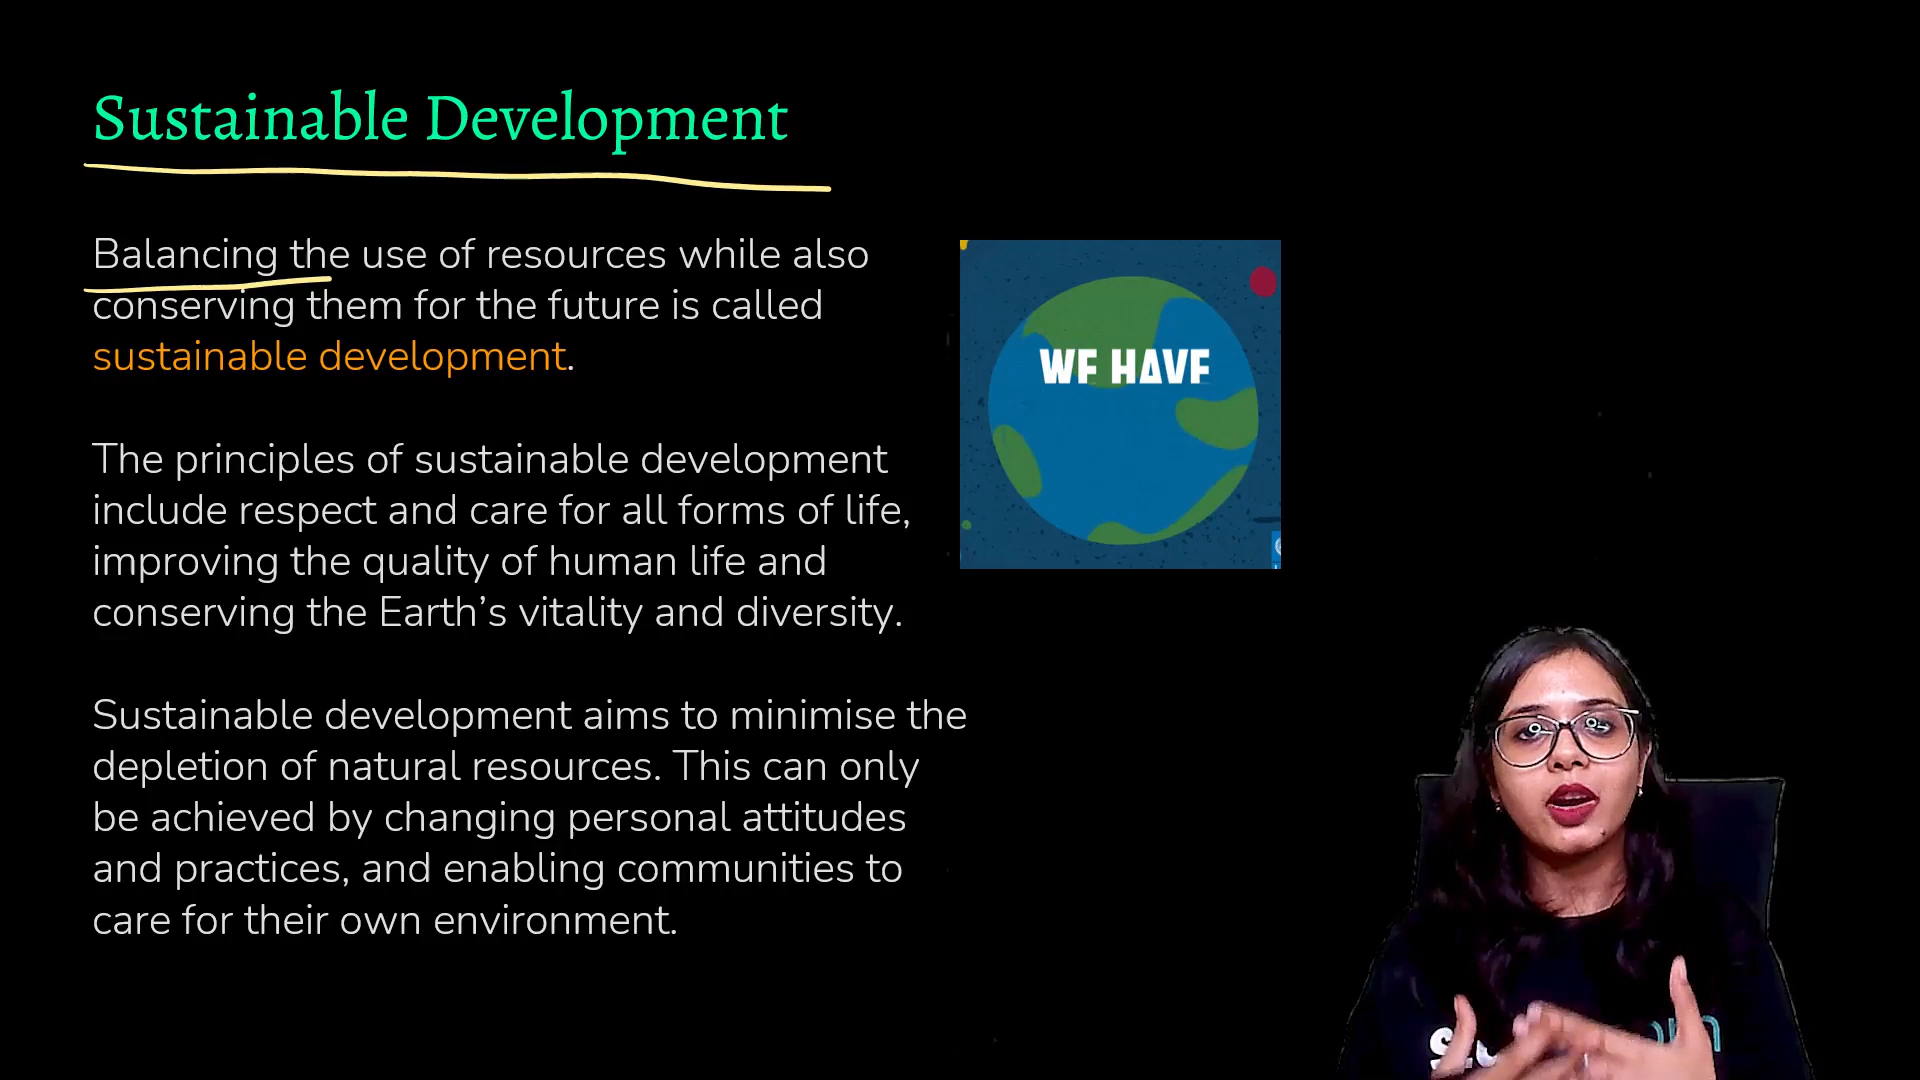 Sustainable Development
Balancing the use of resources while also
conserving them for the future is called
sustainable development.
The principles of sustainable development
include respect and care for all forms of life,
improving the quality of human life and
conserving the Earth’s vitality and diversity.
Sustainable development aims to minimise the
depletion of natural resources. This can only
be achieved by changing personal attitudes
and practices, and enabling communities to
care for their own environment.
WE HAVE